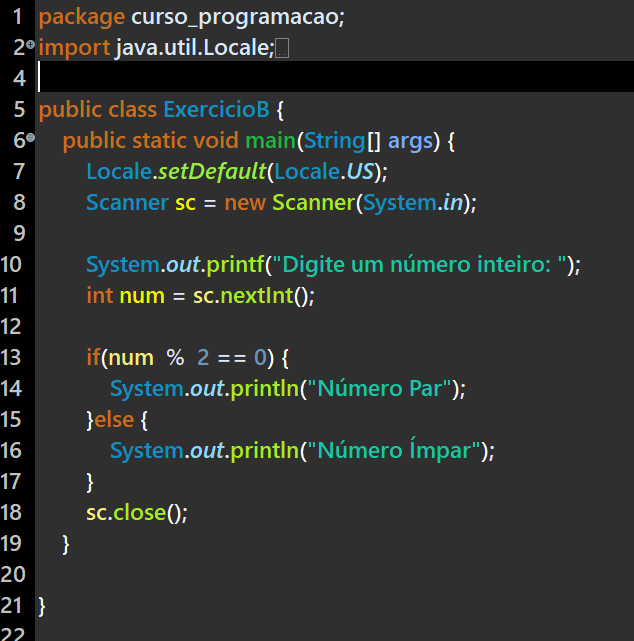 1 package curso_programacao;
2 import java.util.Locale;
4
5 public class ExercicioB {
6 public static void main(String[] args) {
7 Locale.setDefault(Locale.US);
8 Scanner sc = new Scanner(System.in);
9
10 System.out.printf("Digite um número inteiro: ");
11 int num = sc.nextInt();
12
13 if(num % 2 == 0) {
14 System.out.println("Número Par");
15 }else {
16 System.out.println("Número Ímpar");
17 }
18 sc.close();
19 }
20
21 }
22